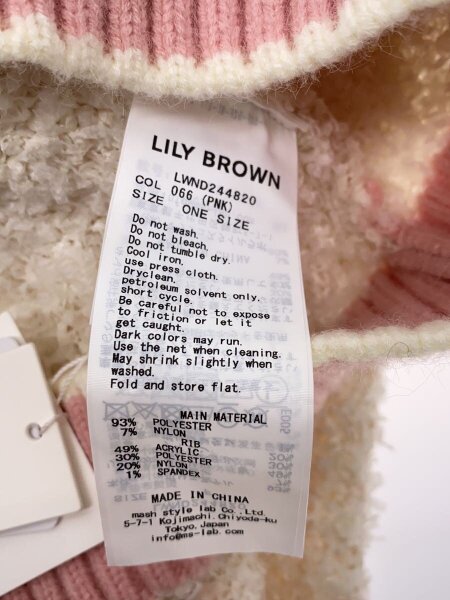 LILY BROWN
LWND244820
COL 066 (PNK)
SIZE ONE SIZE
Do not wash.
Do not bleach.
Do not tumble dry.
Cool iron.
use press cloth.
Dryclean.
petroleum solvent only.
short cycle.
Be careful not to expose
to friction or let it
get caught.
Dark colors may run.
Use the net when cleaning.
May shrink slightly when
washed.
Fold and store flat.
MAIN MATERIAL
93% POLYESTER
7% NYLON
RIB
49% ACRYLIC
30% POLYESTER
20% NYLON
1% SPANDEX
MADE IN CHINA
mash style lab Co.,Ltd.
5-7-1 Kojimachi,Chiyoda-ku
Tokyo,Japan
info@ms-lab.com